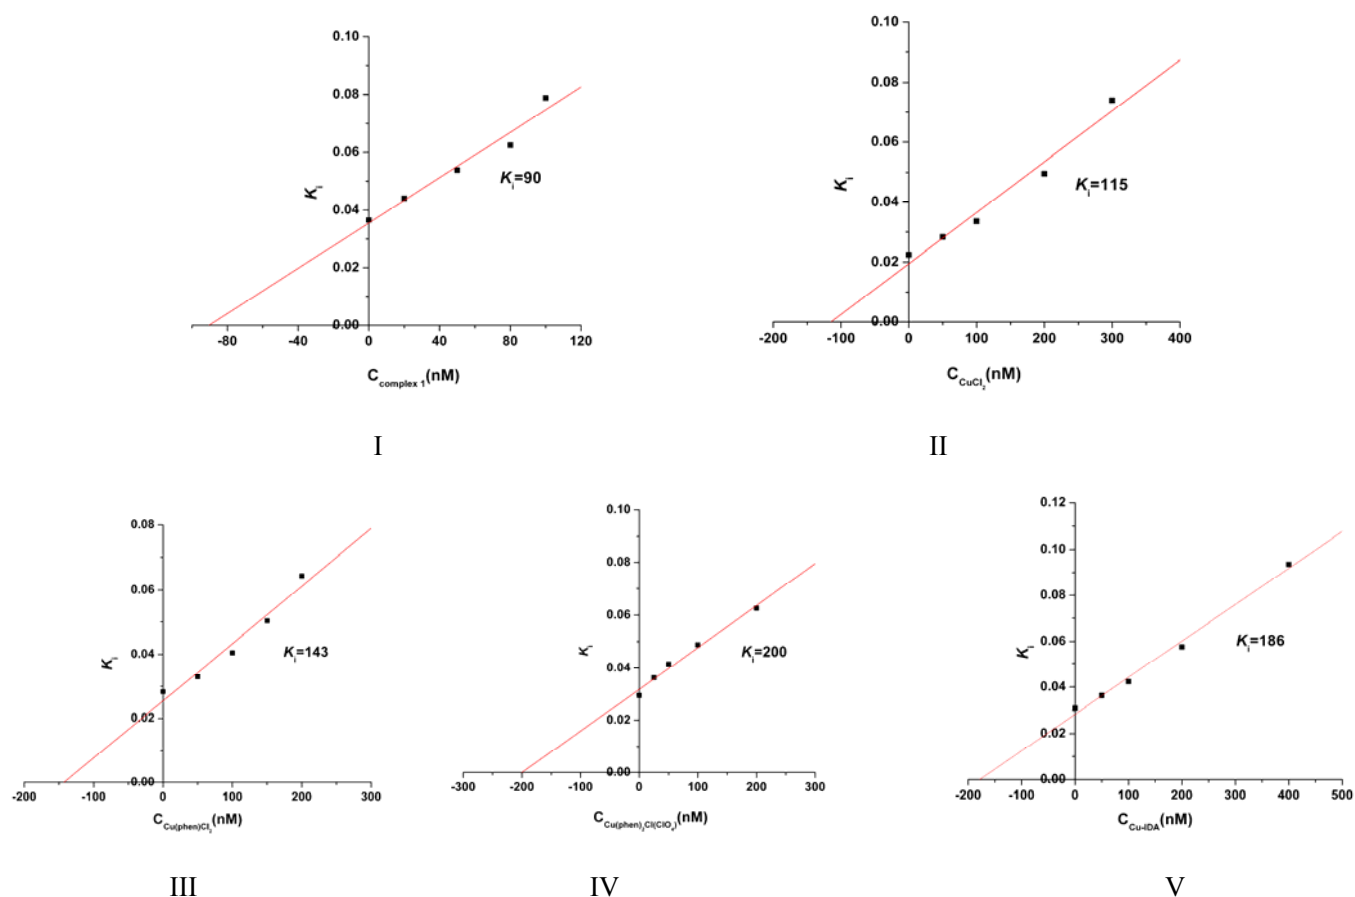 0.10
0.08
0.06
0.04
0.02
0.00
Ki
Ki=90
-80 -40 0 40 80 120
Ccomplex 1(nM)
I
0.10
0.08
0.06
0.04
0.02
0.00
Ki
Ki=115
-200 -100 0 100 200 300 400
CCuCl2(nM)
II
0.08
0.06
0.04
0.02
0.00
Ki
Ki=143
-200 -100 0 100 200 300
CCu(phen)Cl2(nM)
III
0.10
0.08
0.06
0.04
0.02
0.00
Ki
Ki=200
-300 -200 -100 0 100 200 300
CCu(phen)2Cl(ClO4)(nM)
IV
0.12
0.10
0.08
0.06
0.04
0.02
0.00
Ki
Ki=186
-200 -100 0 100 200 300 400 500
CCu-IDA(nM)
V